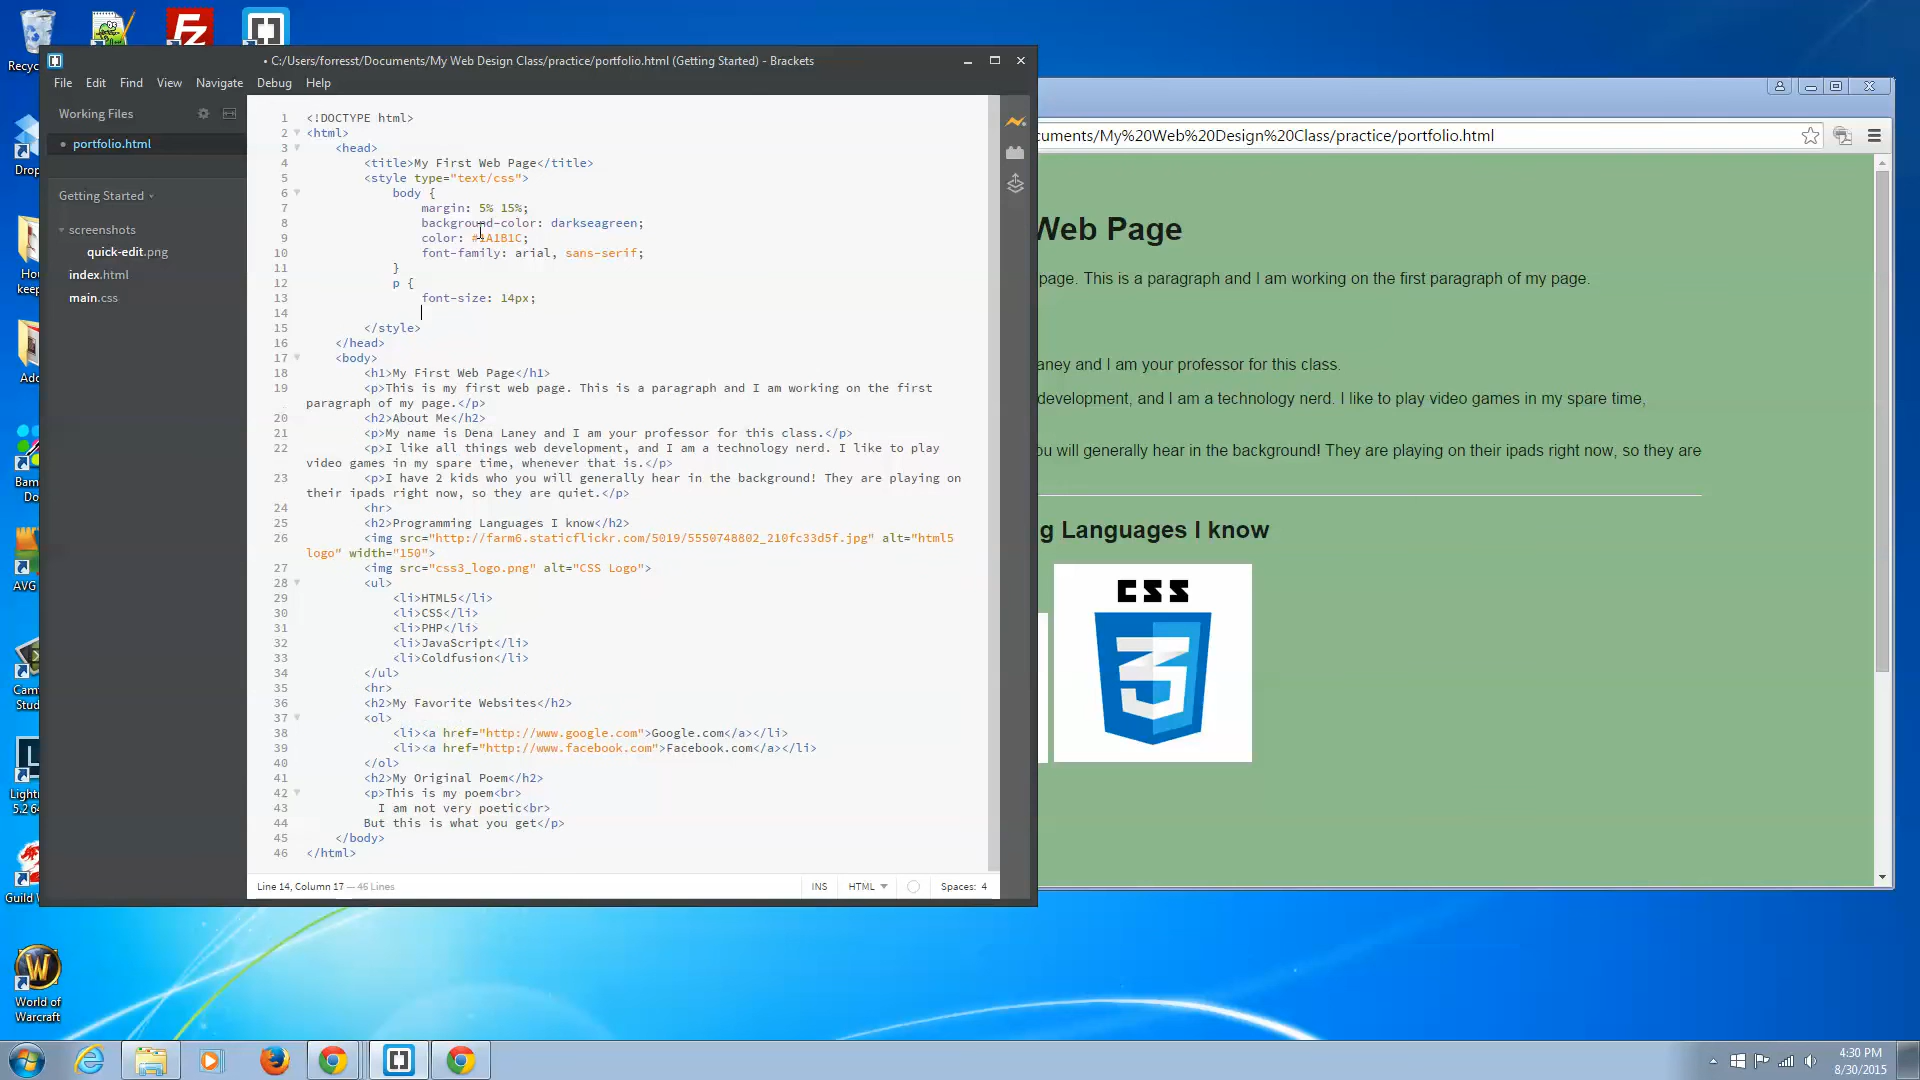 Recyc
• C:/Users/forresst/Documents/My Web Design Class/practice/portfolio.html (Getting Started) - Brackets
File Edit Find View Navigate Debug Help
Working Files
• portfolio.html
Getting Started
screenshots
quick-edit.png
index.html
main.css
1 <!DOCTYPE html>
2 <html>
3 <head>
4 <title>My First Web Page</title>
5 <style type="text/css">
6 body {
7 margin: 5% 15%;
8 background-color: darkseagreen;
9 color: #1A1B1C;
10 font-family: arial, sans-serif;
11 }
12 p {
13 font-size: 14px;
14
15 </style>
16 </head>
17 <body>
18 <h1>My First Web Page</h1>
19 <p>This is my first web page. This is a paragraph and I am working on the first
paragraph of my page.</p>
20 <h2>About Me</h2>
21 <p>My name is Dena Laney and I am your professor for this class.</p>
22 <p>I like all things web development, and I am a technology nerd. I like to play
video games in my spare time, whenever that is.</p>
23 <p>I have 2 kids who you will generally hear in the background! They are playing on
their ipads right now, so they are quiet.</p>
24 <hr>
25 <h2>Programming Languages I know</h2>
26 <img src="http://farm6.staticflickr.com/5019/5550748802_210fc33d5f.jpg" alt="html5
logo" width="150">
27 <img src="css3_logo.png" alt="CSS Logo">
28 <ul>
29 <li>HTML5</li>
30 <li>CSS</li>
31 <li>PHP</li>
32 <li>JavaScript</li>
33 <li>Coldfusion</li>
34 </ul>
35 <hr>
36 <h2>My Favorite Websites</h2>
37 <ol>
38 <li><a href="http://www.google.com">Google.com</a></li>
39 <li><a href="http://www.facebook.com">Facebook.com</a></li>
40 </ol>
41 <h2>My Original Poem</h2>
42 <p>This is my poem<br>
43 I am not very poetic<br>
44 But this is what you get</p>
45 </body>
46 </html>
Line 14, Column 17 — 46 Lines
INS HTML Spaces: 4
cuments/My%20Web%20Design%20Class/practice/portfolio.html
Web Page
page. This is a paragraph and I am working on the first paragraph of my page.
aney and I am your professor for this class.
development, and I am a technology nerd. I like to play video games in my spare time,
ou will generally hear in the background! They are playing on their ipads right now, so they are
g Languages I know
CSS
3
Drop
Hou
keep
Ado
Bam
Do
AVG
Cam
Stud
Lightr
5.2 64
Guild W
World of
Warcraft
4:30 PM
8/30/2015